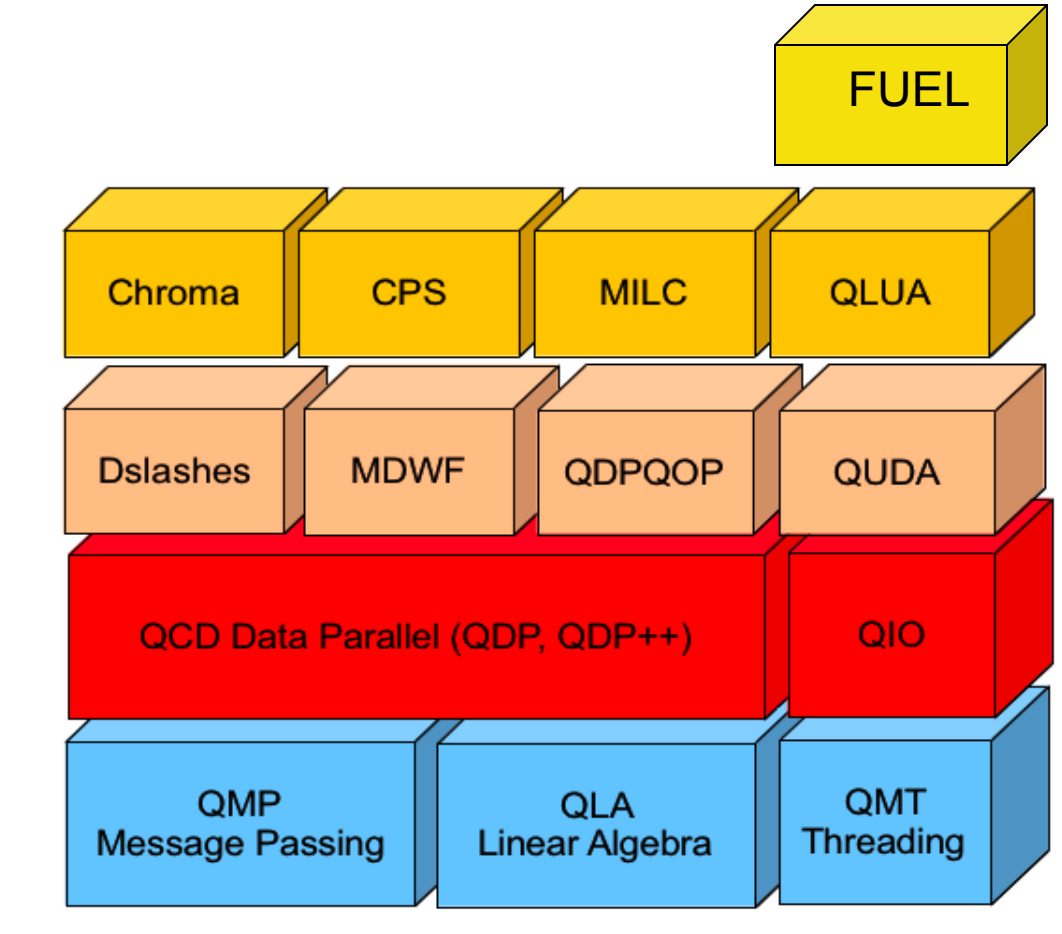 FUEL
Chroma
CPS
MILC
QLUA
Dslashes
MDWF
QDPQOP
QUDA
QCD Data Parallel (QDP, QDP++)
QIO
QMP
Message Passing
QLA
Linear Algebra
QMT
Threading